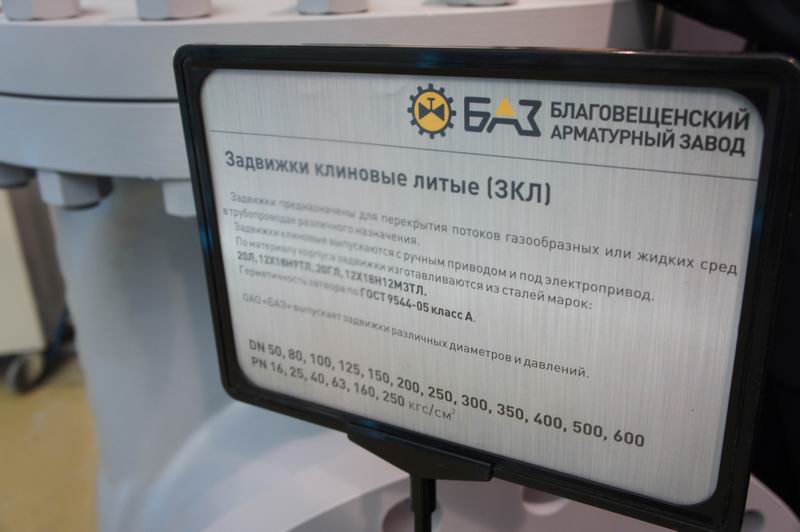 БАЗ БЛАГОВЕЩЕНСКИЙ
АРМАТУРНЫЙ ЗАВОД
Задвижки клиновые литые (ЗКЛ)
Задвижки предназначены для перекрытия потоков газообразных или жидких сред
в трубопроводах различного назначения.
Задвижки клиновые выпускаются с ручным приводом и под электропривод.
По материалу корпуса задвижки изготавливаются из сталей марок:
20Л, 12Х18Н9ТЛ, 20ГЛ, 12Х18Н12М3ТЛ.
Герметичность затвора по ГОСТ 9544-05 класс А.
ОАО «БАЗ» выпускает задвижки различных диаметров и давлений.
DN 50, 80, 100, 125, 150, 200, 250, 300, 350, 400, 500, 600
PN 16, 25, 40, 63, 160, 250 кгс/см²